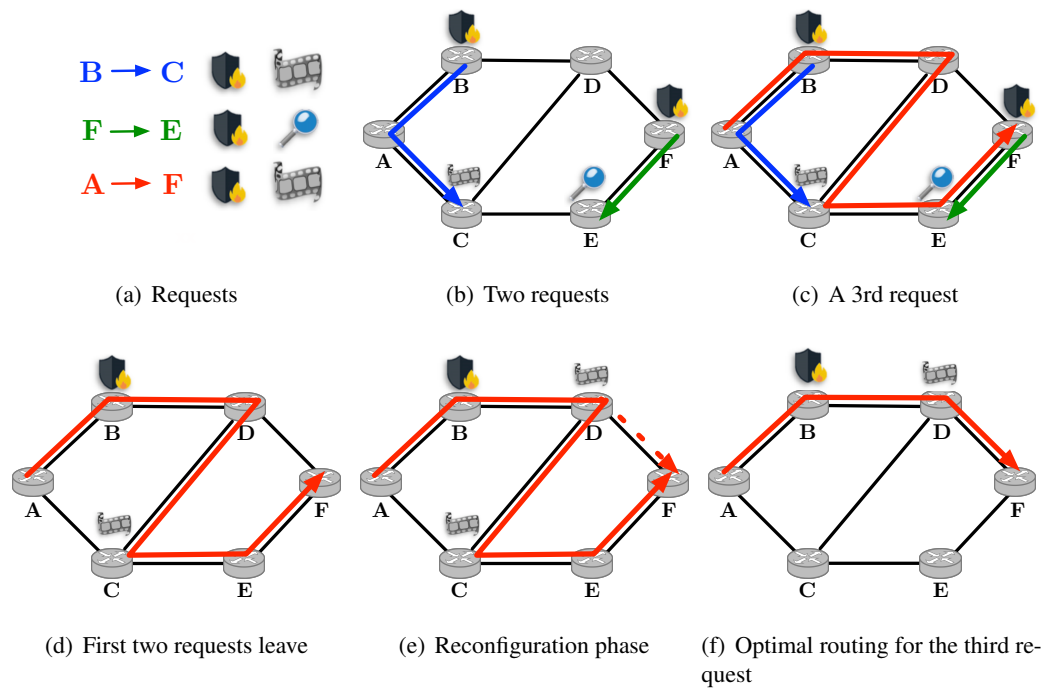 B → C
F → E
A → F
(a) Requests
B
D
A
F
C
E
(b) Two requests
B
D
A
F
C
E
(c) A 3rd request
B
D
A
F
C
E
(d) First two requests leave
B
D
A
F
C
E
(e) Reconfiguration phase
B
D
A
F
C
E
(f) Optimal routing for the third re-
quest